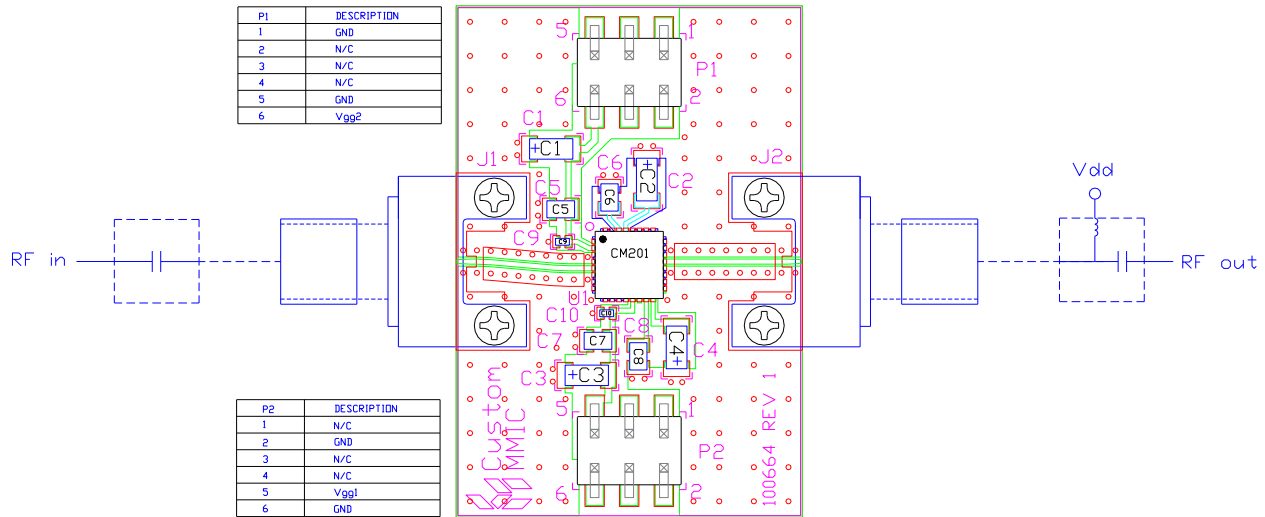 P1 DESCRIPTION
1 GND
2 N/C
3 N/C
4 N/C
5 GND
6 Vgg2
5 1
P1
6 2
C1
+C1
J1
J2
C6
+C2
C2
C6
C5
C5
Vdd
C9
C9
CM201
RF in
RF out
U1
C10
C10
C8
C7
C7
C8
C4+
C4
C3
+C3
5 1
P2
6 2
Custom
MMIC
100664 REV 1
P2 DESCRIPTION
1 N/C
2 GND
3 N/C
4 N/C
5 Vgg1
6 GND